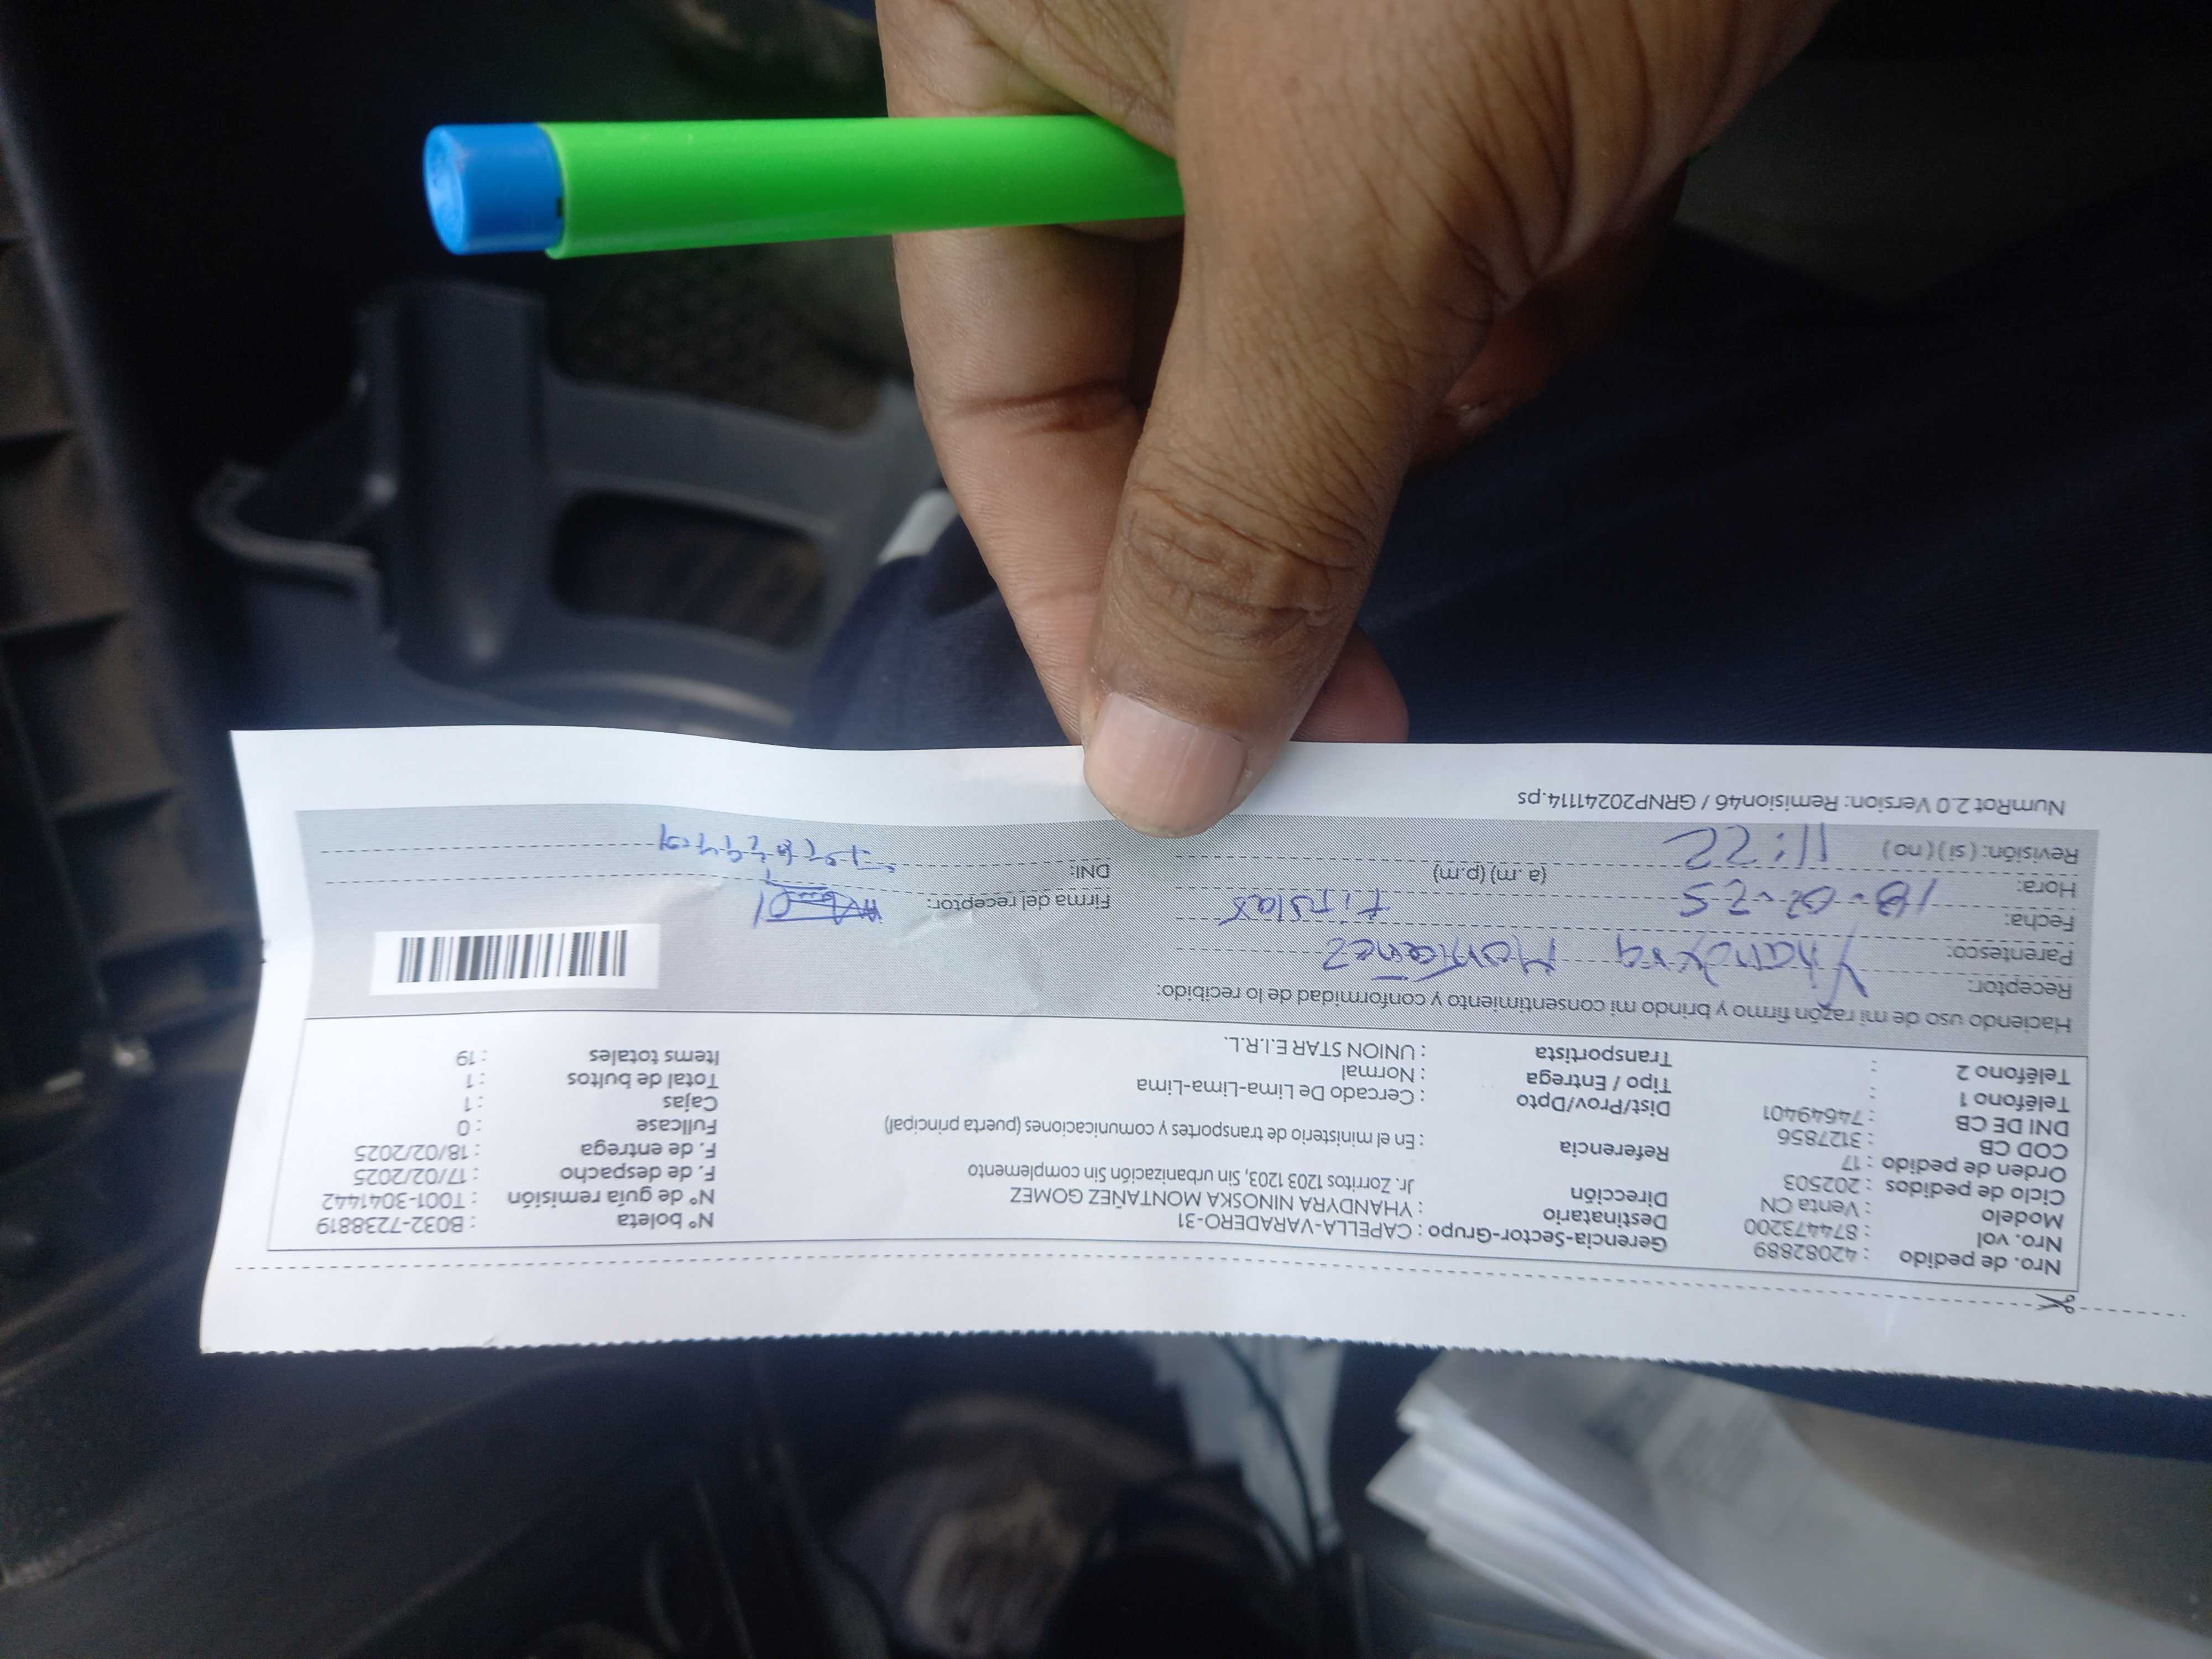 Nro. de pedido : 42082889
Nro. vol : 874473200
Modelo : Venta CN
Ciclo de pedidos : 202503
Orden de pedido : 17
COD CB : 3127856
DNI DE CB : 74649401
Teléfono 1 :
Teléfono 2 :
Gerencia-Sector-Grupo : CAPELLA-VARADERO-31
Destinatario : YHANDYRA NINOSKA MONTAÑEZ GOMEZ
Dirección Jr. Zorritos 1203 1203, Sin urbanización Sin complemento
Referencia : En el ministerio de transportes y comunicaciones (puerta principal)
Dist/Prov/Dpto : Cercado De Lima-Lima-Lima
Tipo / Entrega : Normal
Transportista : UNION STAR E.I.R.L.
Nº boleta : B032-7238819
Nº de guía remisión : T001-3041442
F. de despacho : 17/02/2025
F. de entrega : 18/02/2025
Fullcase : 0
Cajas : 1
Total de bultos : 1
Items totales : 19
Haciendo uso de mi razón firmo y brindo mi consentimiento y conformidad de lo recibido:
Receptor: Yhandyra Montañez
Parentesco: titular
Fecha: 18-02-25
Hora: 11:22 (a .m) (p.m)
Revisión: ( si ) ( no )
Firma del receptor:
DNI:
NumRot 2.0 Version: Remision46 / GRNP20241114.ps